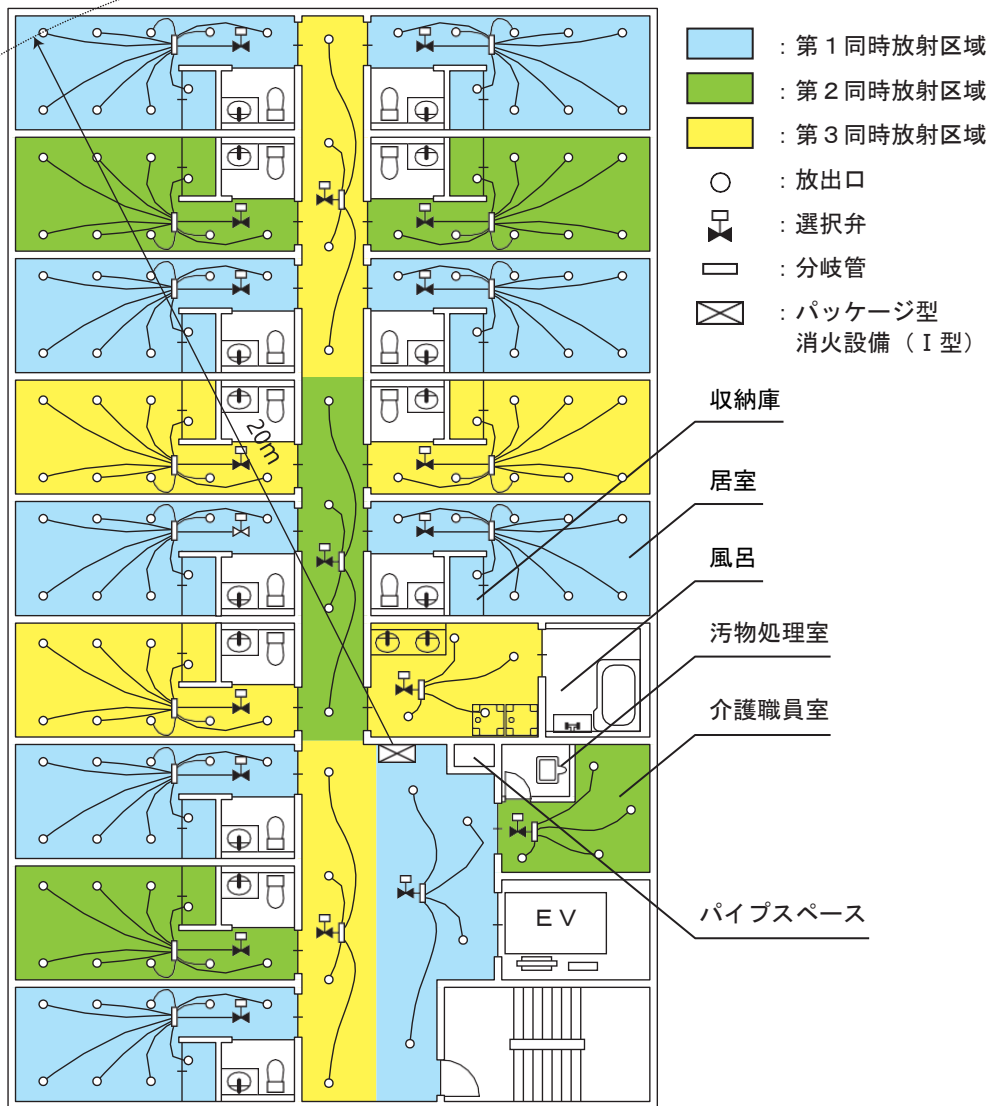 : 第1同時放射区域
: 第2同時放射区域
: 第3同時放射区域
: 放出口
: 選択弁
: 分岐管
: パッケージ型
消火設備（Ⅰ型）
収納庫
居室
20m
風呂
汚物処理室
介護職員室
パイプスペース
EV